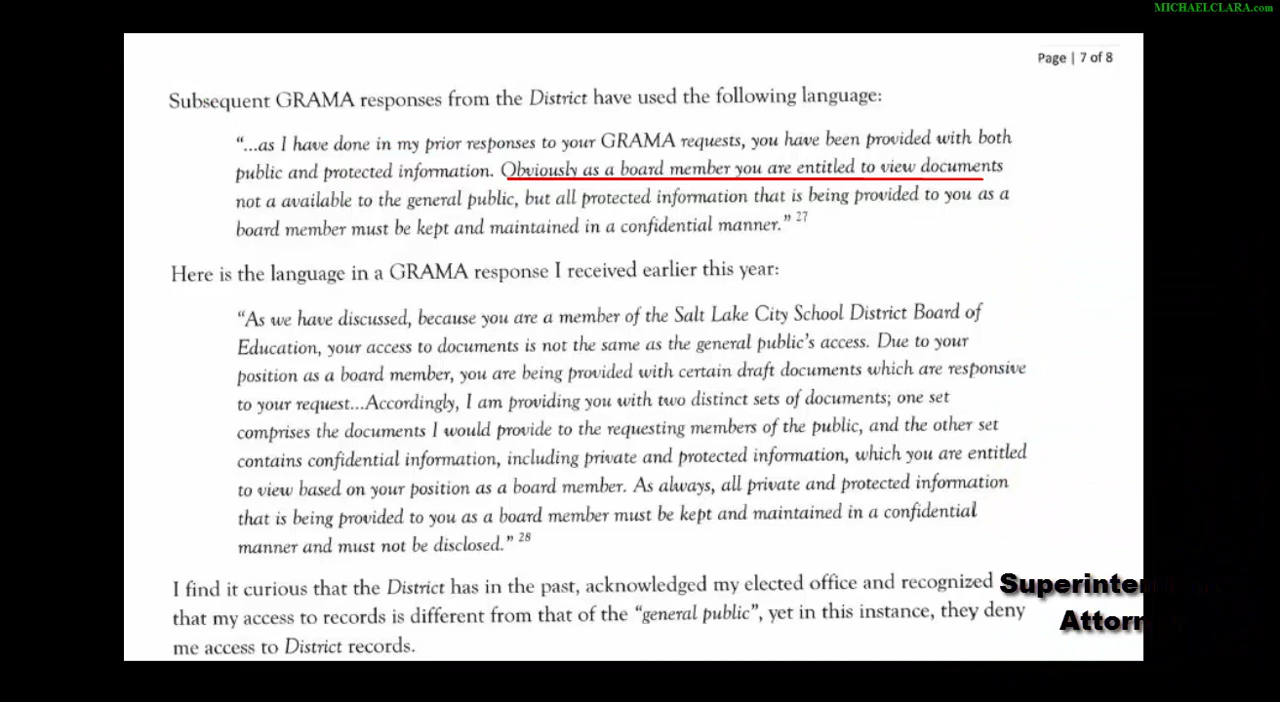 MICHAELCLARA.com
Page | 7 of 8
Subsequent GRAMA responses from the District have used the following language:
“...as I have done in my prior responses to your GRAMA requests, you have been provided with both
public and protected information. Obviously as a board member you are entitled to view documents
not a available to the general public, but all protected information that is being provided to you as a
board member must be kept and maintained in a confidential manner.” 27
Here is the language in a GRAMA response I received earlier this year:
“As we have discussed, because you are a member of the Salt Lake City School District Board of
Education, your access to documents is not the same as the general public's access. Due to your
position as a board member, you are being provided with certain draft documents which are responsive
to your request...Accordingly, I am providing you with two distinct sets of documents; one set
comprises the documents I would provide to the requesting members of the public, and the other set
contains confidential information, including private and protected information, which you are entitled
to view based on your position as a board member. As always, all private and protected information
that is being provided to you as a board member must be kept and maintained in a confidential
manner and must not be disclosed.” 28
I find it curious that the District has in the past, acknowledged my elected office and recognized
that my access to records is different from that of the “general public”, yet in this instance, they deny
me access to District records.